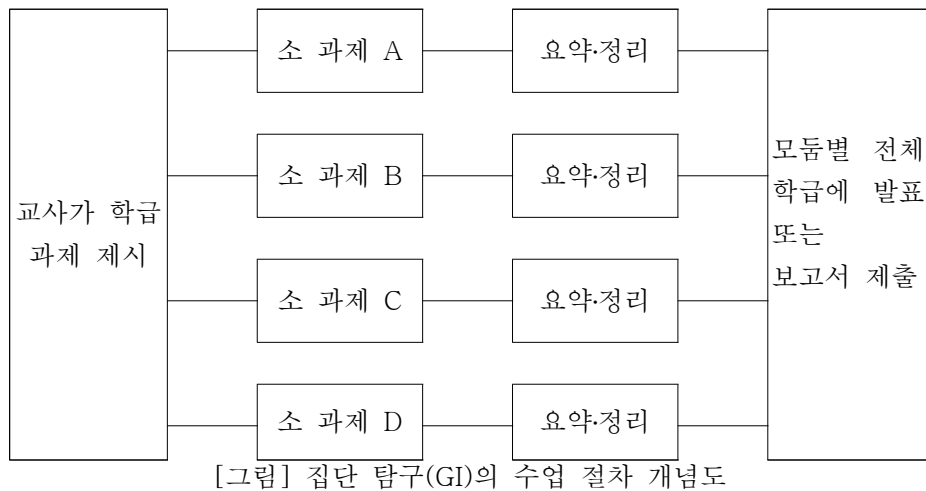 소 과제 A
요약·정리
소 과제 B
요약·정리
교사가 학급
과제 제시
모둠별 전체
학급에 발표
또는
보고서 제출
소 과제 C
요약·정리
소 과제 D
요약·정리
[그림] 집단 탐구(GI)의 수업 절차 개념도